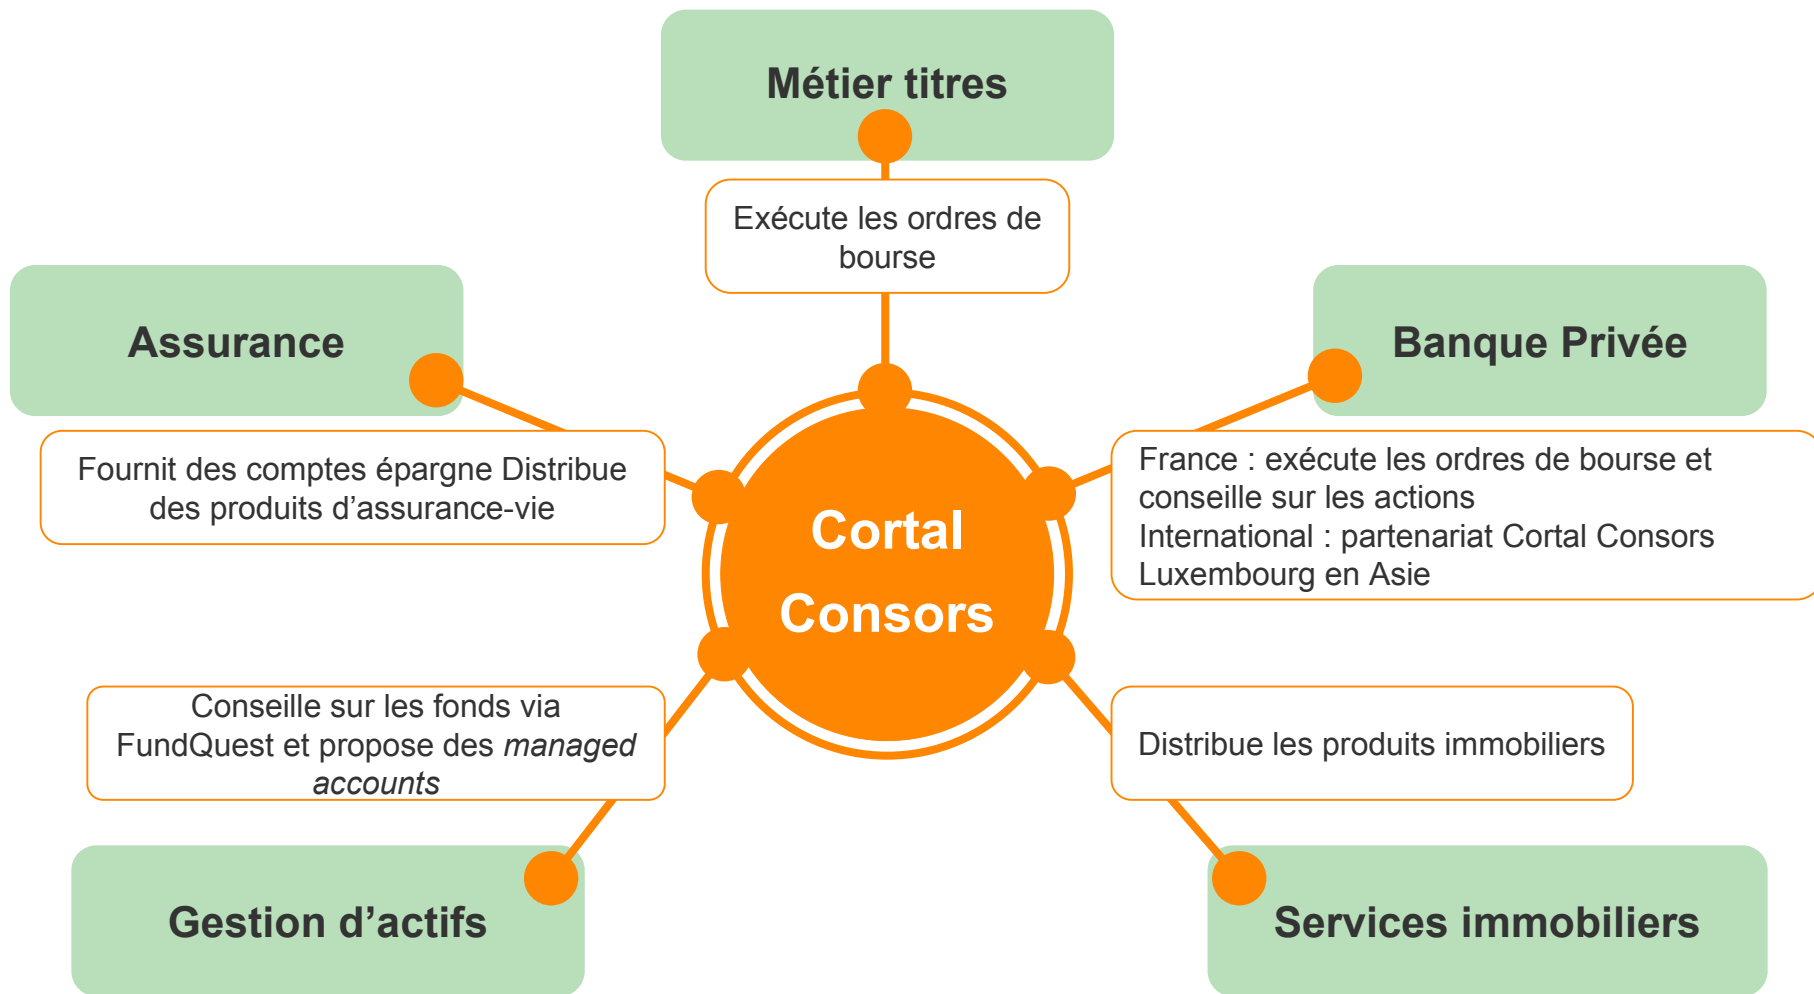 Métier titres
Exécute les ordres de
bourse
Assurance
Fournit des comptes épargne Distribue
des produits d’assurance-vie
Banque Privée
France : exécute les ordres de bourse et
conseille sur les actions
International : partenariat Cortal Consors
Luxembourg en Asie
Cortal
Consors
Conseille sur les fonds via
FundQuest et propose des managed
accounts
Gestion d’actifs
Distribue les produits immobiliers
Services immobiliers